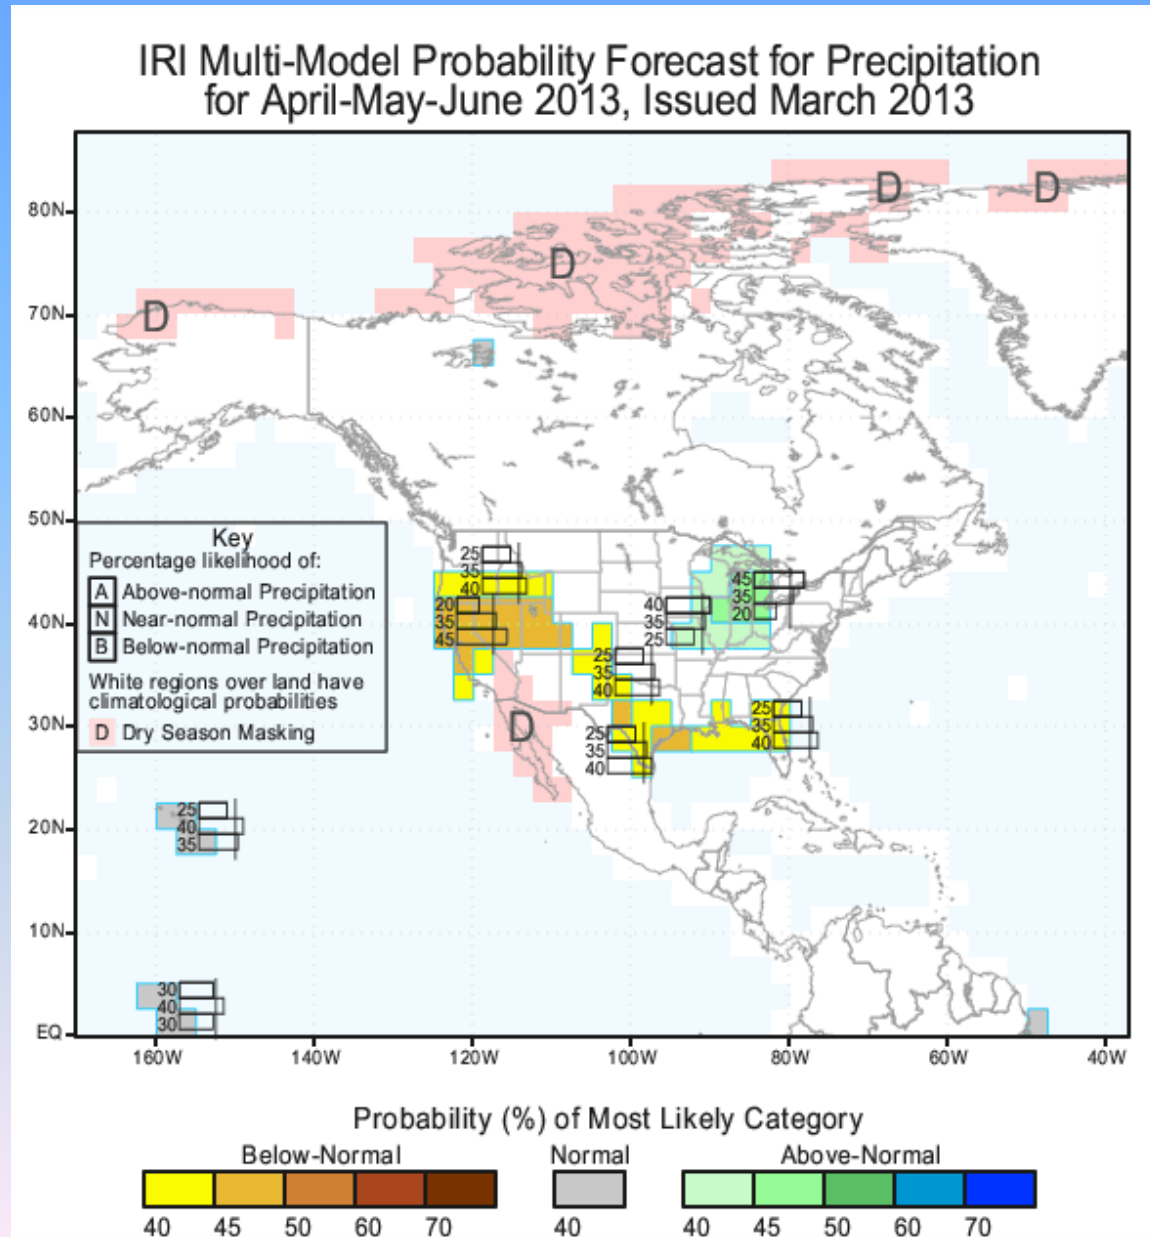 IRI Multi-Model Probability Forecast for Precipitation
for April-May-June 2013, Issued March 2013
D D
80N
D
70N D
60N
50N
Key
Percentage likelihood of:
A Above-normal Precipitation
N Near-normal Precipitation
B Below-normal Precipitation
White regions over land have
climatological probabilities
D Dry Season Masking
25
35
40
20
35
45
40
35
25
45
35
20
40N
25
35
40
25
35
40
25
35
40
30N
D
25
40
35
20N
10N
30
40
30
EQ
160W 140W 120W 100W 80W 60W 40W
Probability (%) of Most Likely Category
Below-Normal Normal Above-Normal
40 45 50 60 70 40 40 45 50 60 70